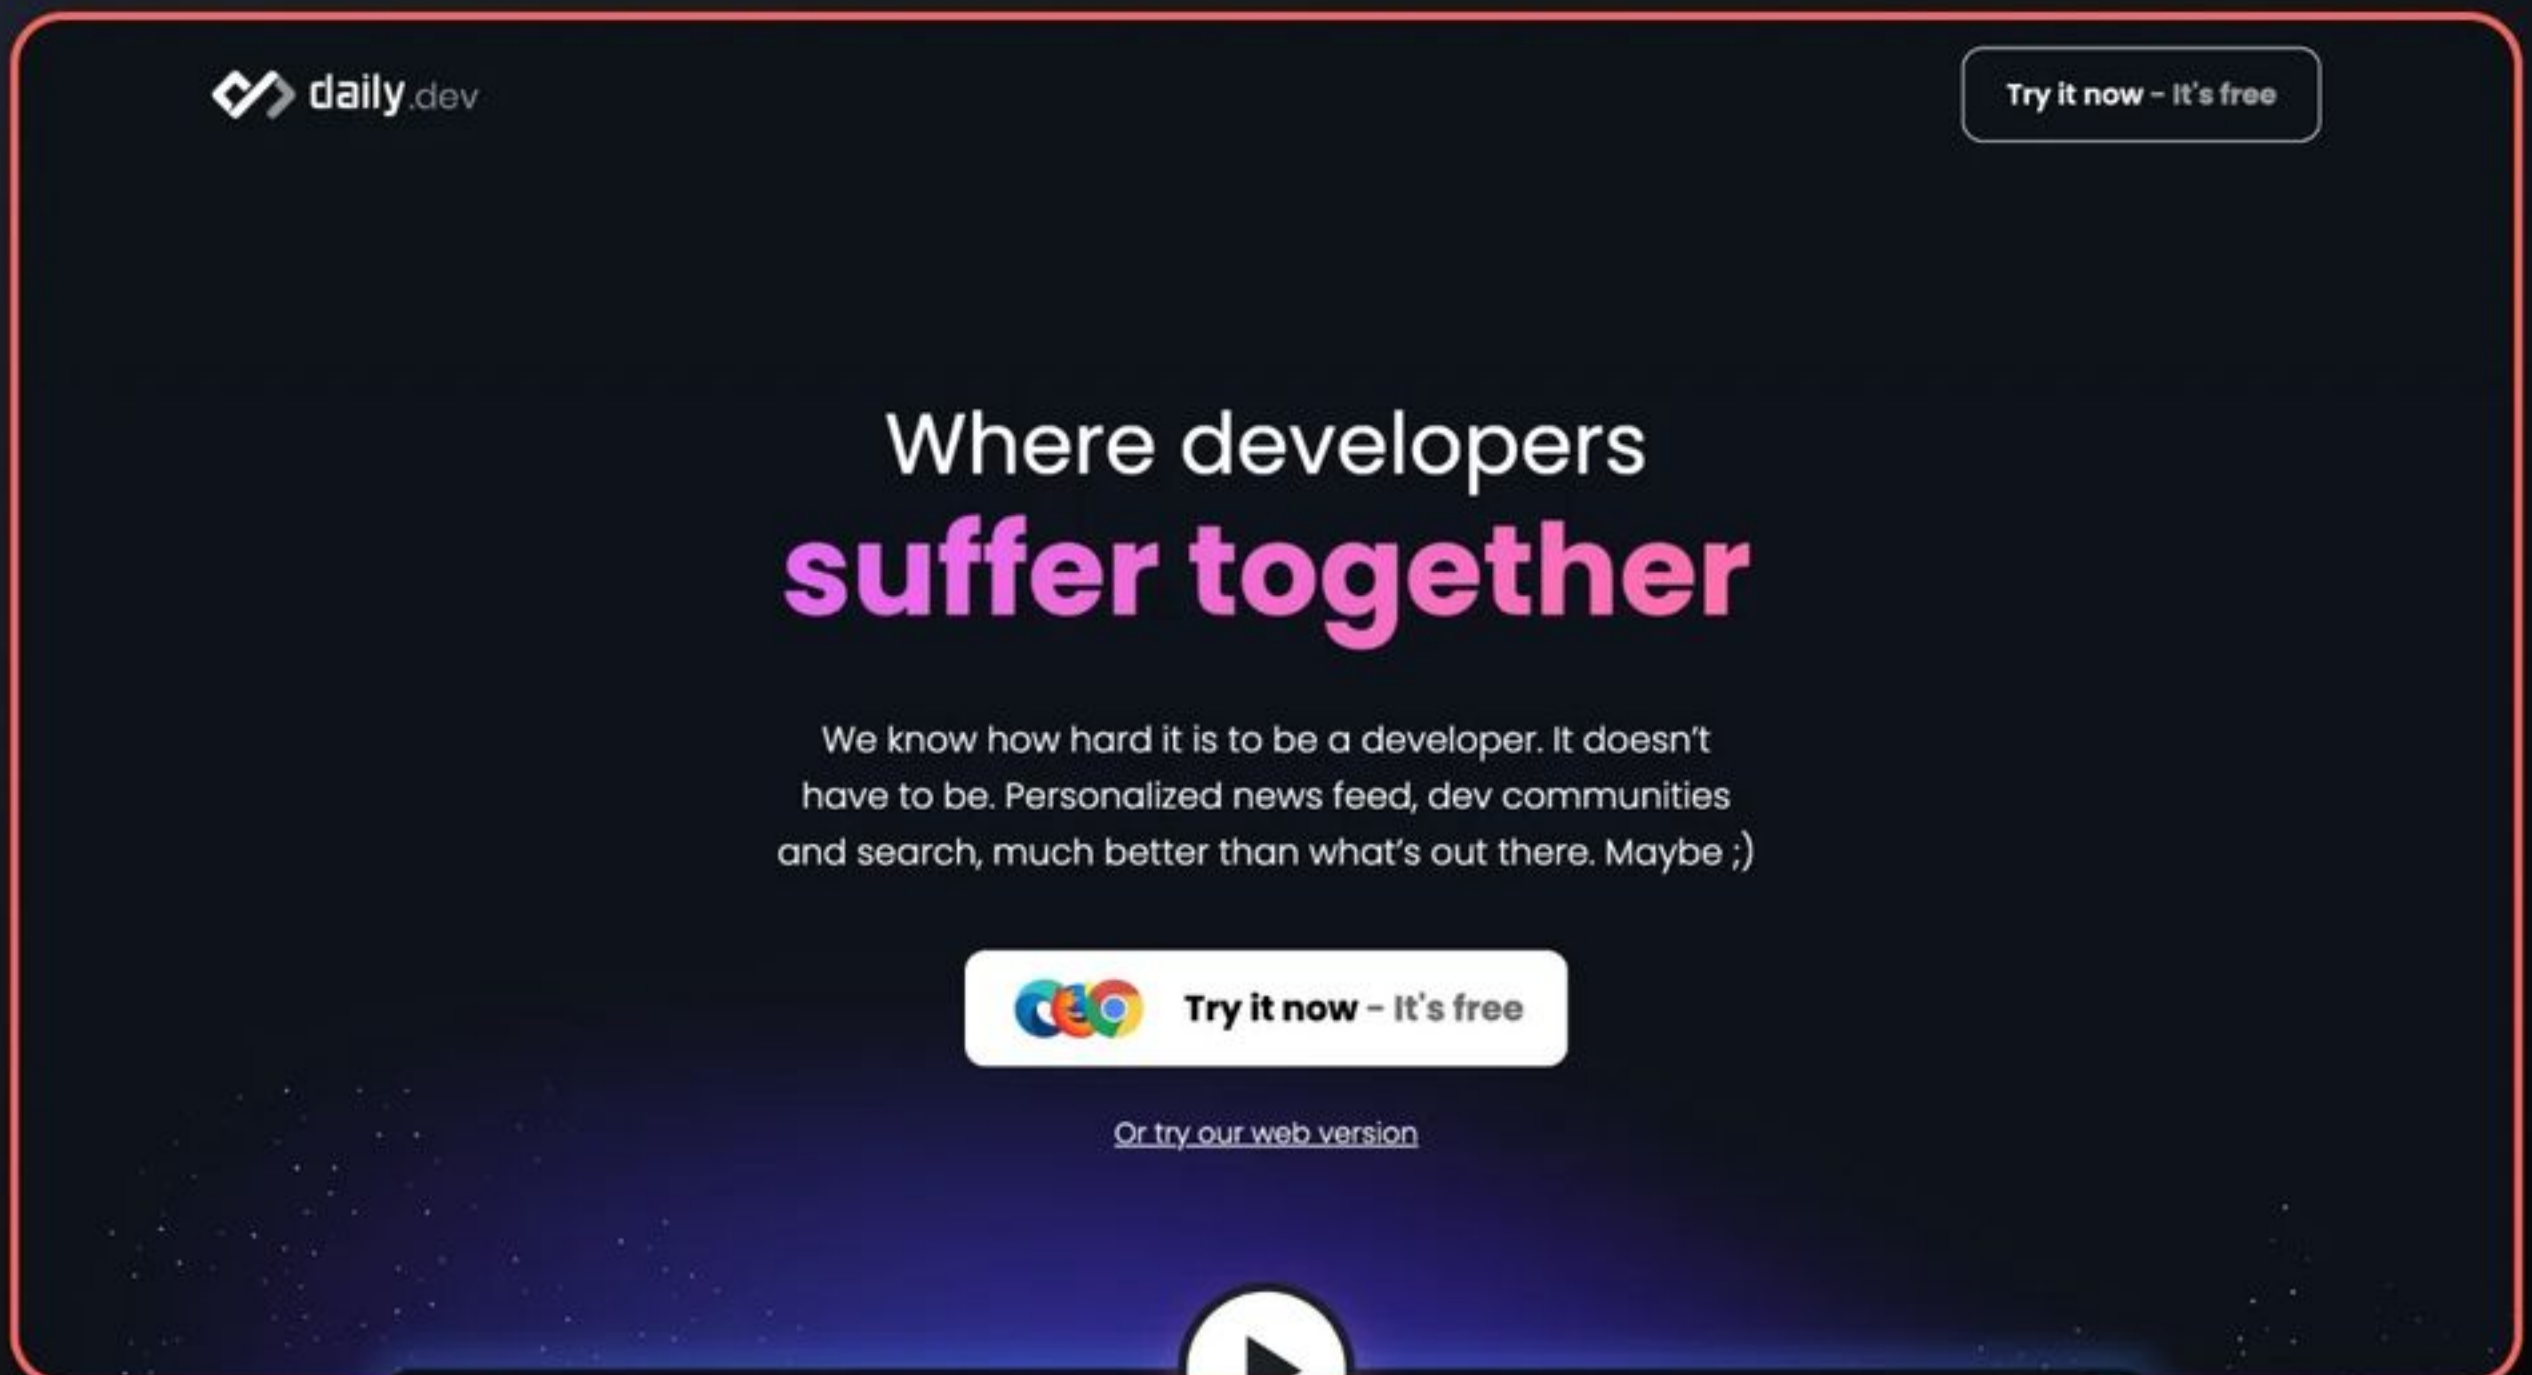 daily.dev
Try it now - It's free
Where developers
suffer together
We know how hard it is to be a developer. It doesn't
have to be. Personalized news feed, dev communities
and search, much better than what's out there. Maybe ;)
Try it now - It's free
Or try our web version